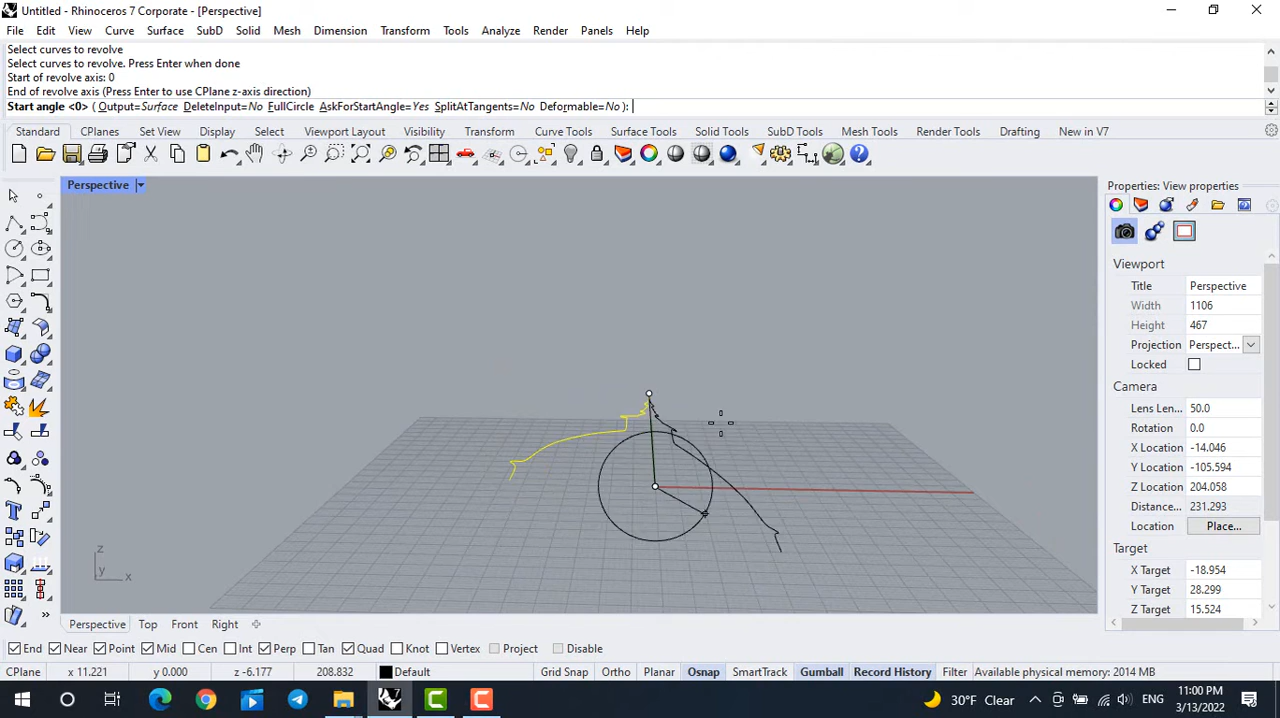 Untitled - Rhinoceros 7 Corporate - [Perspective]
File Edit View Curve Surface SubD Solid Mesh Dimension Transform Tools Analyze Render Panels Help
Select curves to revolve
Select curves to revolve. Press Enter when done
Start of revolve axis: 0
End of revolve axis (Press Enter to use CPlane z-axis direction)
Start angle <0> ( Output=Surface DeleteInput=No FullCircle AskForStartAngle=Yes SplitAtTangents=No Deformable=No ):
Standard CPlanes Set View Display Select Viewport Layout Visibility Transform Curve Tools Surface Tools Solid Tools SubD Tools Mesh Tools Render Tools Drafting New in V7
Perspective
Properties: View properties
Viewport
Title Perspective
Width 1106
Height 467
Projection Perspect...
Locked
Camera
Lens Len... 50.0
Rotation 0.0
X Location -14.046
Y Location -105.594
Z Location 204.058
Distance... 231.293
Location Place...
Target
X Target -18.954
Y Target 28.299
Z Target 15.524
z
y x
Perspective Top Front Right
End Near Point Mid Cen Int Perp Tan Quad Knot Vertex Project Disable
CPlane x 11.221 y 0.000 z -6.177 208.832 Default Grid Snap Ortho Planar Osnap SmartTrack Gumball Record History Filter Available physical memory: 2014 MB
30°F Clear ENG 11:00 PM
3/13/2022